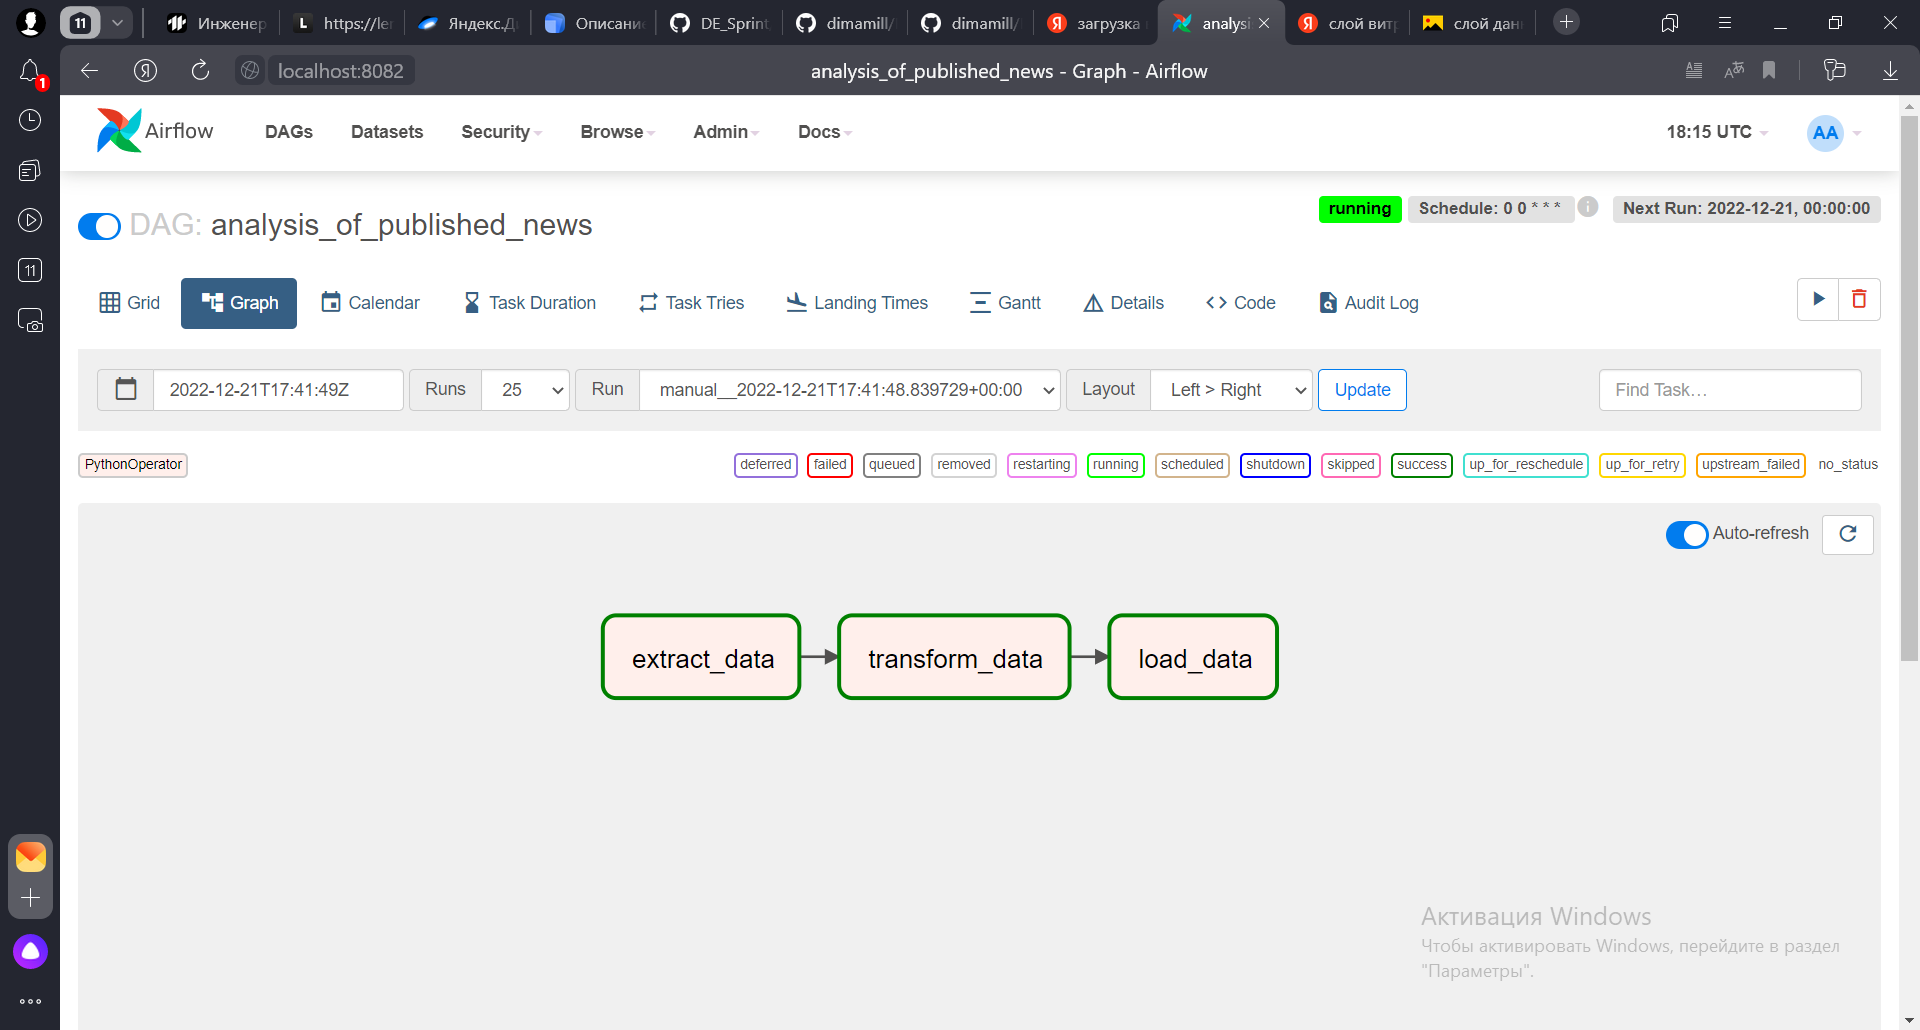 11
Инженер
L https://ler
Яндекс.Д
Описани
DE_Sprint
dimamill/
dimamill/
Я загрузка
analysi
Я слой витр
слой дан
1
Я
localhost:8082
analysis_of_published_news - Graph - Airflow
Airflow
DAGs
Datasets
Security
Browse
Admin
Docs
18:15 UTC
AA
11
DAG: analysis_of_published_news
running
Schedule: 0 0 * * *
i
Next Run: 2022-12-21, 00:00:00
Grid
Graph
Calendar
Task Duration
Task Tries
Landing Times
Gantt
Details
Code
Audit Log
2022-12-21T17:41:49Z
Runs
25
Run
manual__2022-12-21T17:41:48.839729+00:00
Layout
Left > Right
Update
Find Task…
PythonOperator
deferred
failed
queued
removed
restarting
running
scheduled
shutdown
skipped
success
up_for_reschedule
up_for_retry
upstream_failed
no_status
Auto-refresh
extract_data
transform_data
load_data
Активация Windows
Чтобы активировать Windows, перейдите в раздел
"Параметры".